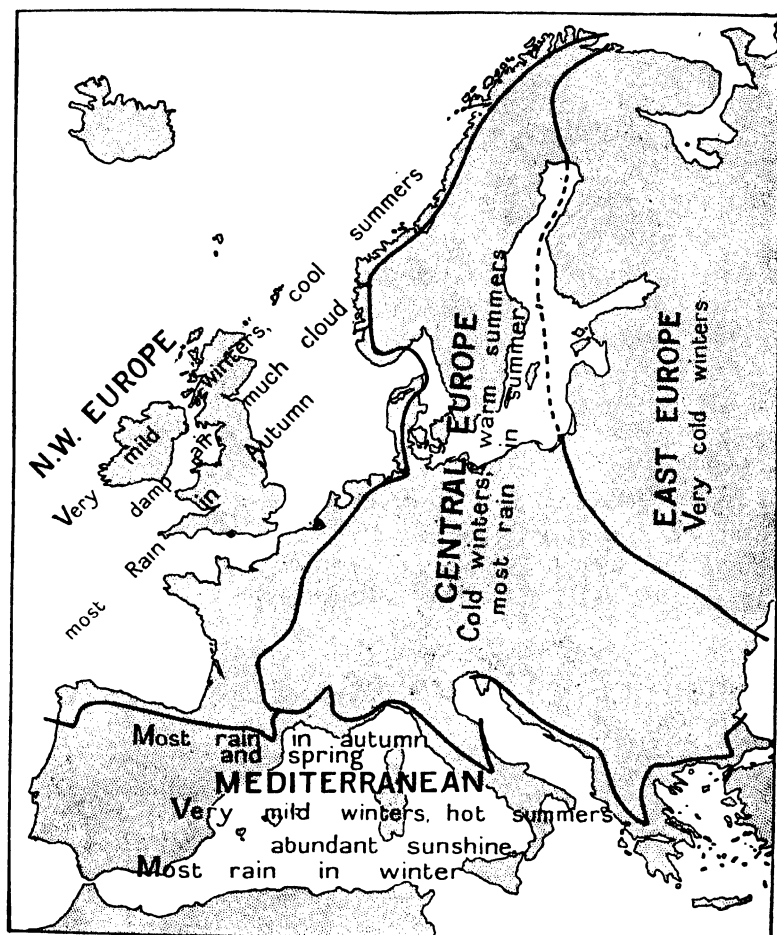 N.W. EUROPE
Very mild winters, cool summers
damp much cloud
most Rain in Autumn
CENTRAL EUROPE
Cold winters, warm summers
most rain in summer
EAST EUROPE
Very cold winters
Most rain in autumn
and spring
MEDITERRANEAN
Very mild winters, hot summers
abundant sunshine
Most rain in winter